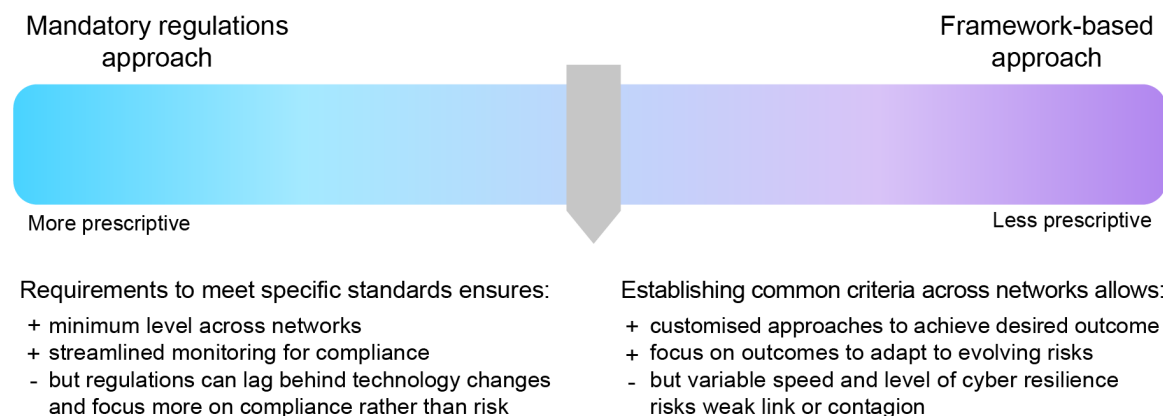 Mandatory regulations
approach
Framework-based
approach
More prescriptive
Less prescriptive
Requirements to meet specific standards ensures:
+ minimum level across networks
+ streamlined monitoring for compliance
- but regulations can lag behind technology changes
and focus more on compliance rather than risk
Establishing common criteria across networks allows:
+ customised approaches to achieve desired outcome
+ focus on outcomes to adapt to evolving risks
- but variable speed and level of cyber resilience
risks weak link or contagion